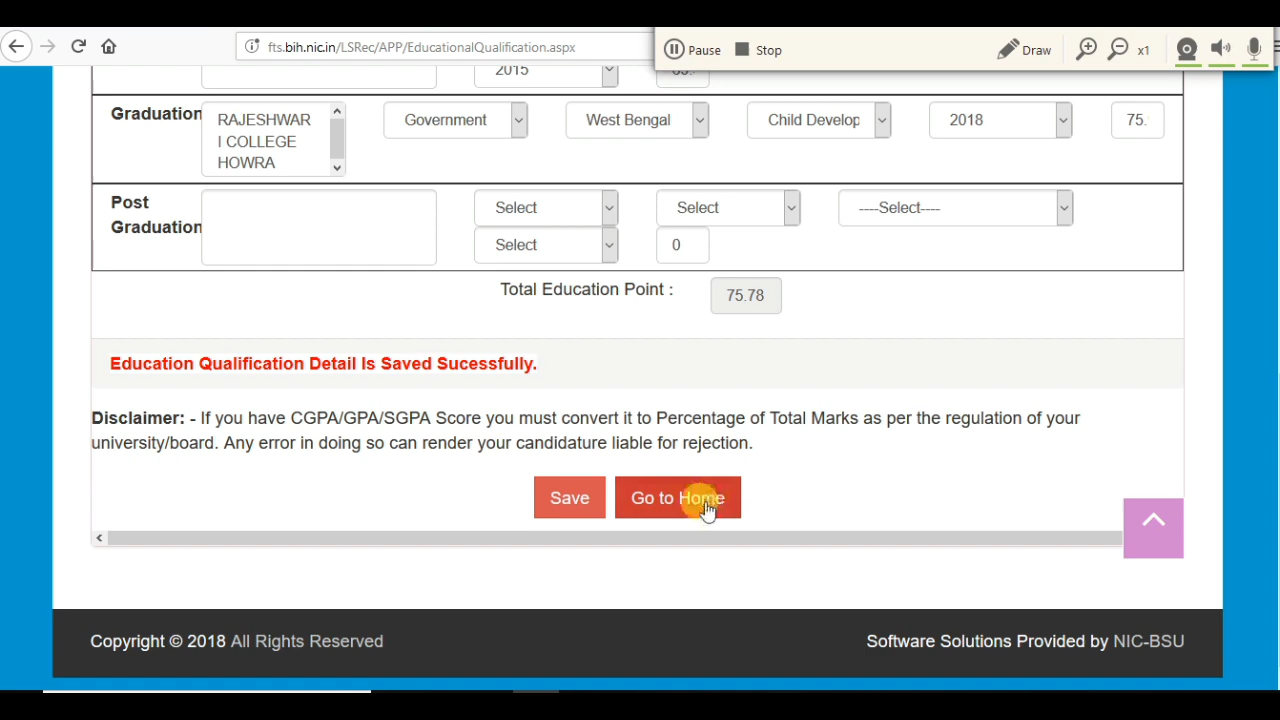 fts.bih.nic.in/LSRec/APP/EducationalQualification.aspx
Pause Stop Draw x1
2015
Graduation RAJESHWAR Government West Bengal Child Develop 2018 75.
I COLLEGE
HOWRA
Post Select Select ----Select----
Graduation
Select 0
Total Education Point : 75.78
Education Qualification Detail Is Saved Sucessfully.
Disclaimer: - If you have CGPA/GPA/SGPA Score you must convert it to Percentage of Total Marks as per the regulation of your
university/board. Any error in doing so can render your candidature liable for rejection.
Save Go to Home
Copyright © 2018 All Rights Reserved Software Solutions Provided by NIC-BSU